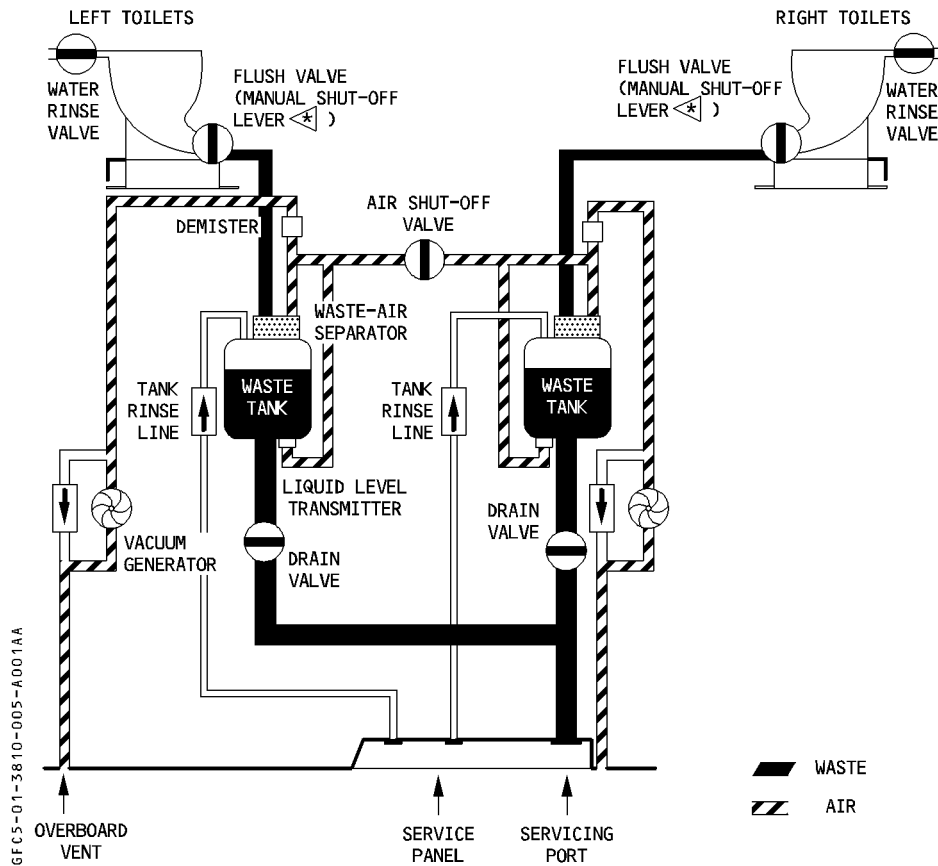 LEFT TOILETS
RIGHT TOILETS
WATER
RINSE
VALVE
FLUSH VALVE
(MANUAL SHUT-OFF
LEVER <* )
FLUSH VALVE
(MANUAL SHUT-OFF
LEVER <* )
WATER
RINSE
VALVE
DEMISTER
AIR SHUT-OFF
VALVE
WASTE-AIR
SEPARATOR
TANK
RINSE
LINE
WASTE
TANK
TANK
RINSE
LINE
WASTE
TANK
LIQUID LEVEL
TRANSMITTER
VACUUM
GENERATOR
DRAIN
VALVE
DRAIN
VALVE
WASTE
AIR
OVERBOARD
VENT
SERVICE
PANEL
SERVICING
PORT
GFC5-01-3810-005-A001AA